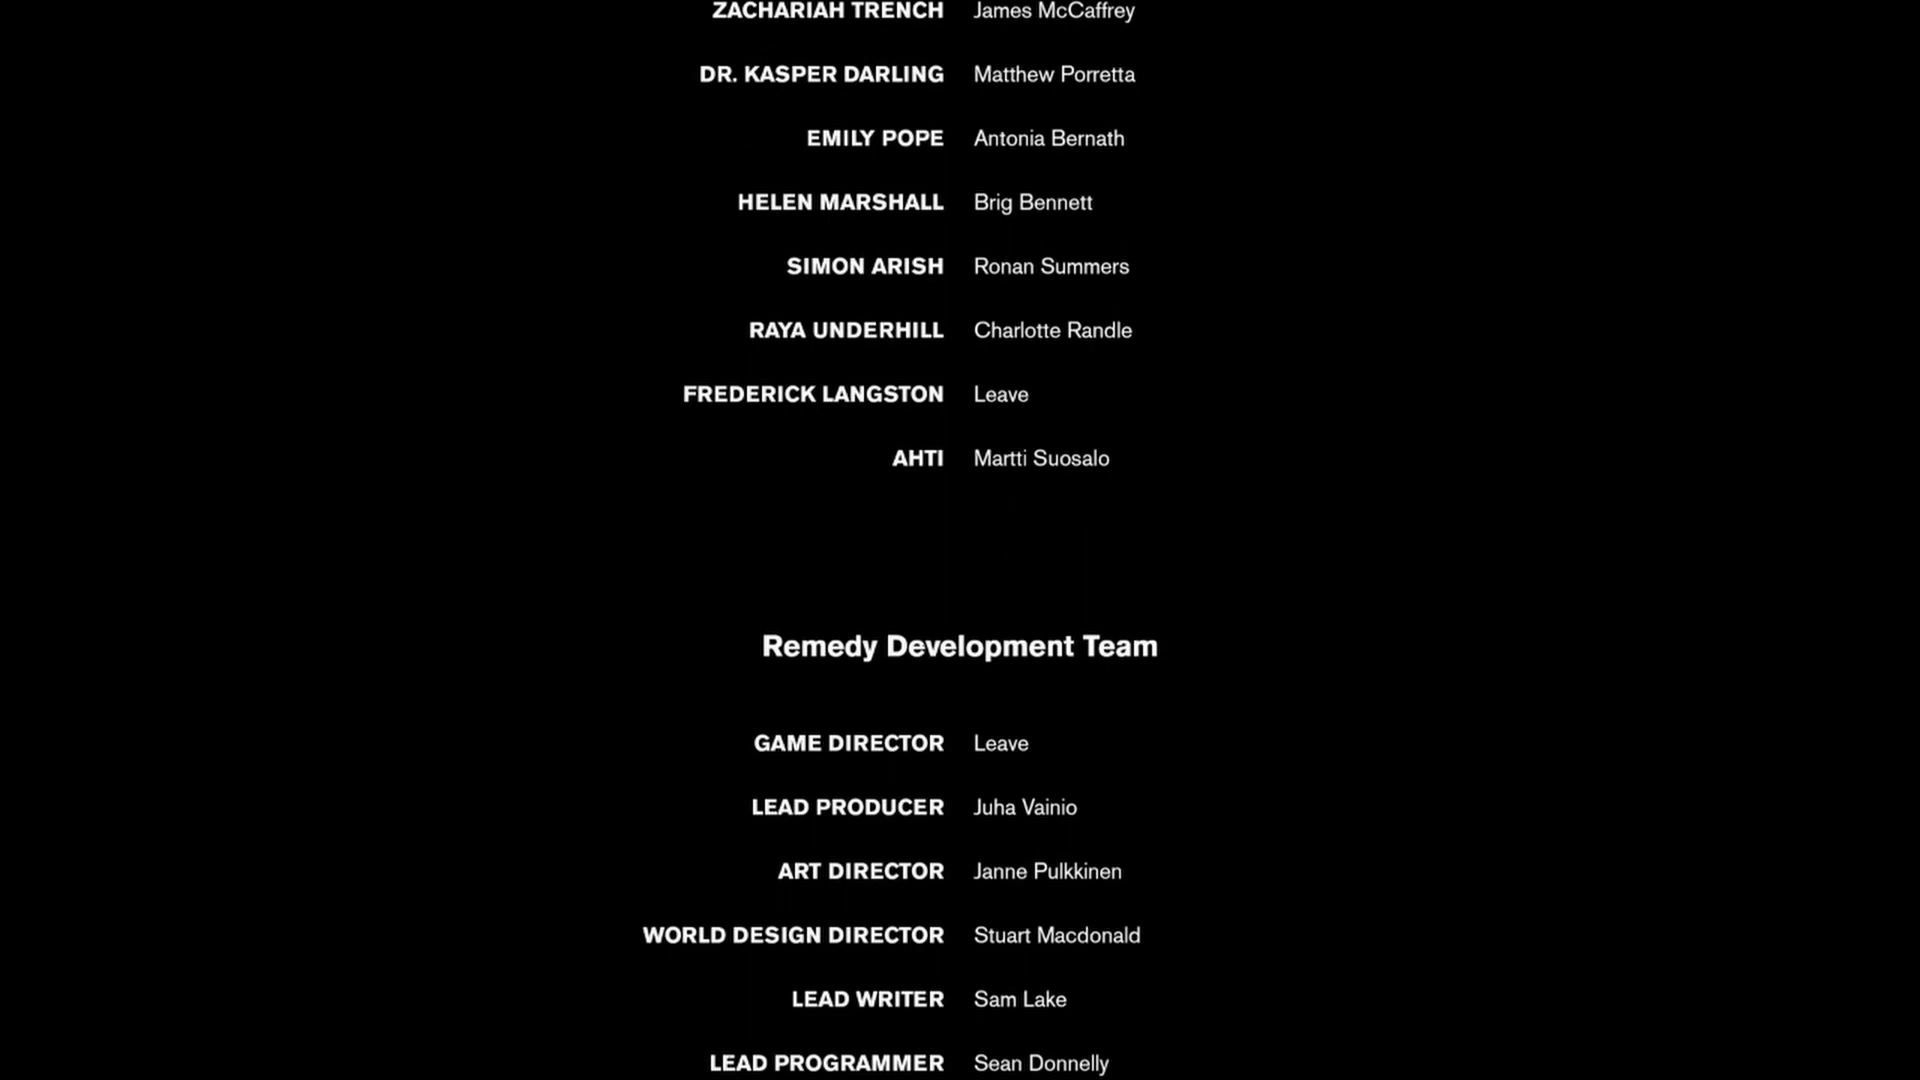 ZACHARIAH TRENCH James McCaffrey
DR. KASPER DARLING Matthew Porretta
EMILY POPE Antonia Bernath
HELEN MARSHALL Brig Bennett
SIMON ARISH Ronan Summers
RAYA UNDERHILL Charlotte Randle
FREDERICK LANGSTON Leave
AHTI Martti Suosalo
Remedy Development Team
GAME DIRECTOR Leave
LEAD PRODUCER Juha Vainio
ART DIRECTOR Janne Pulkkinen
WORLD DESIGN DIRECTOR Stuart Macdonald
LEAD WRITER Sam Lake
LEAD PROGRAMMER Sean Donnelly